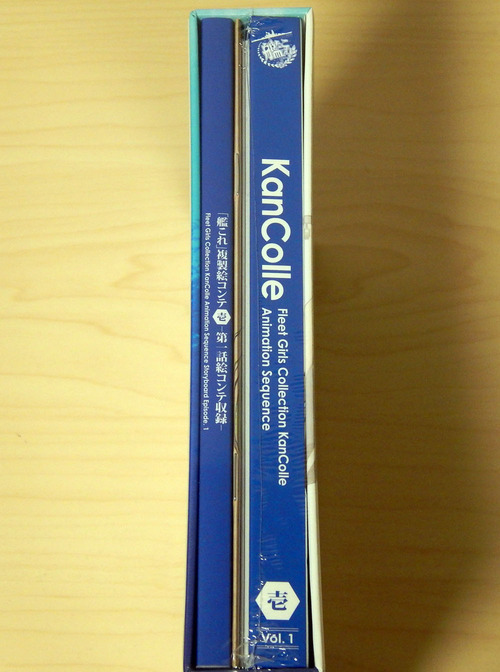 「艦これ」複製絵コンテ 壱 -第一話絵コンテ収録-
Fleet Girls Collection KanColle Animation Sequence Storyboard Episode. 1
KanColle
Fleet Girls Collection KanColle
Animation Sequence
壱
Vol. 1